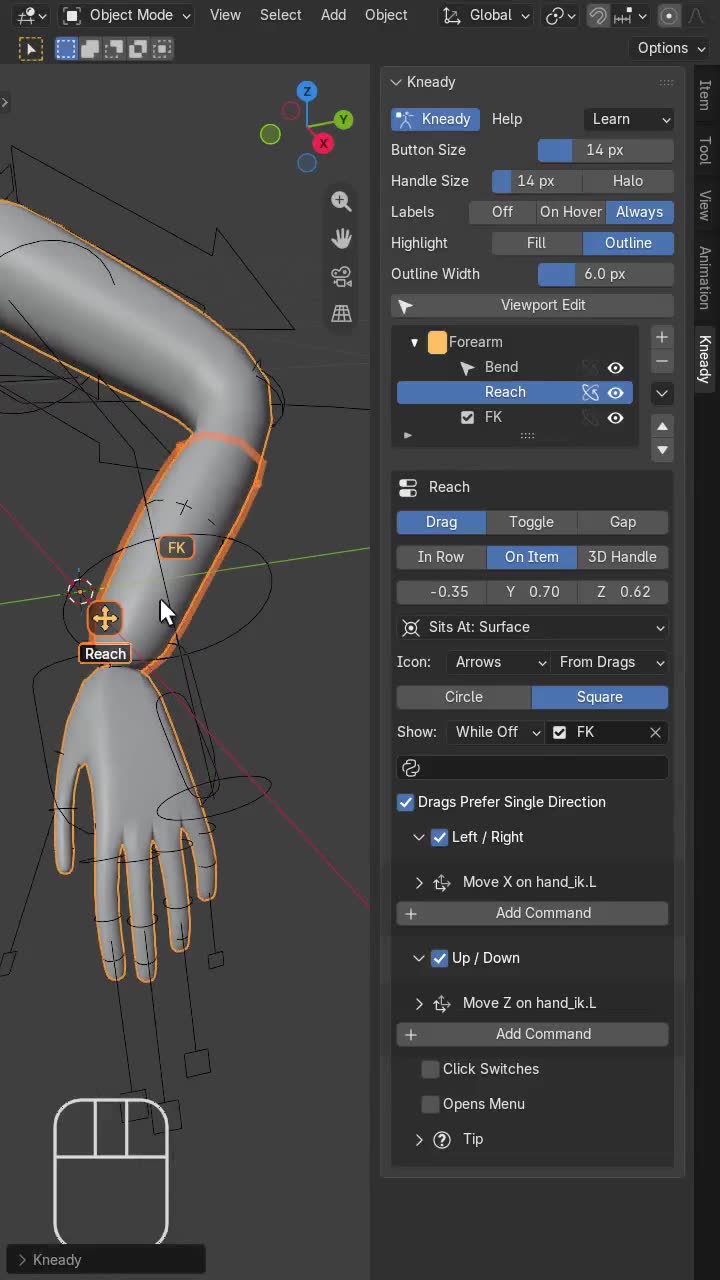 Object Mode
View
Select
Add
Object
Global
Options
Kneady
Item
Tool
View
Animation
Kneady
Kneady
Help
Learn
Button Size
14 px
Handle Size
14 px
Halo
Labels
Off
On Hover
Always
Highlight
Fill
Outline
Outline Width
6.0 px
Viewport Edit
Forearm
Bend
Reach
FK
Reach
Drag
Toggle
Gap
In Row
On Item
3D Handle
-0.35
Y 0.70
Z 0.62
Sits At: Surface
Icon:
Arrows
From Drags
Circle
Square
Show:
While Off
FK
Drags Prefer Single Direction
Left / Right
Move X on hand_ik.L
Add Command
Up / Down
Move Z on hand_ik.L
Add Command
Click Switches
Opens Menu
Tip
Z
Y
X
FK
Reach
Kneady